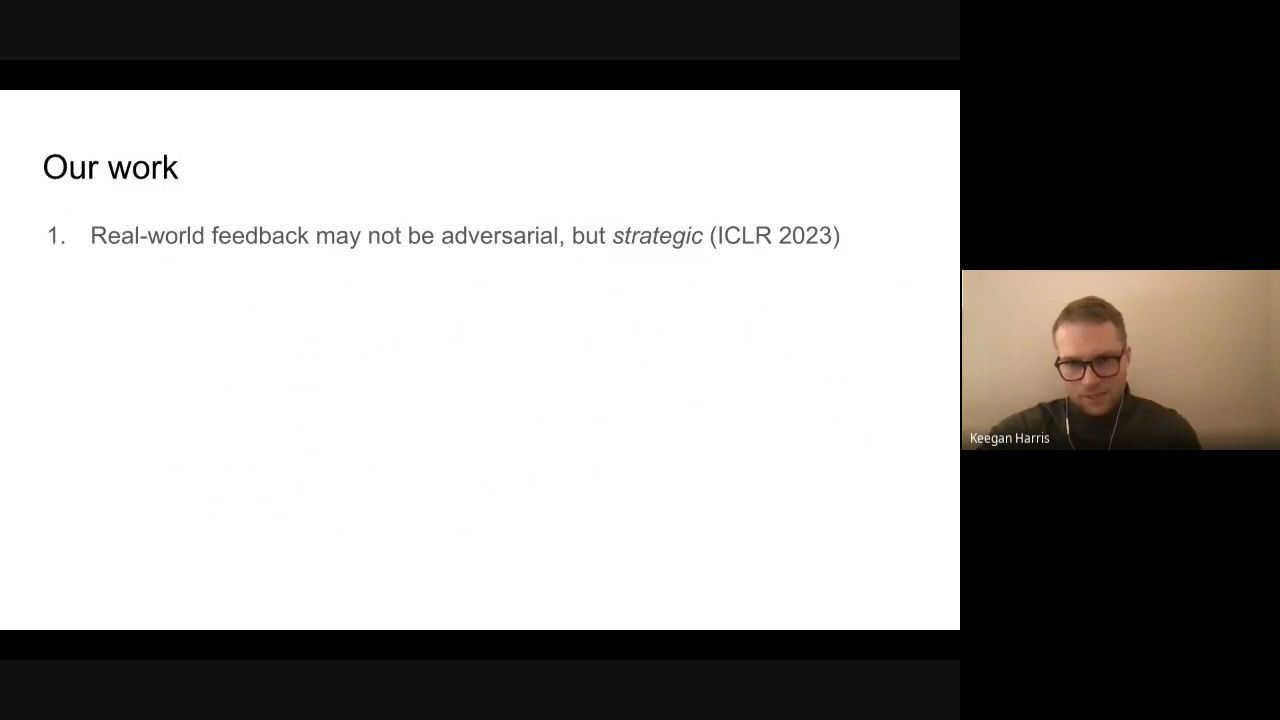 Our work
1. Real-world feedback may not be adversarial, but strategic (ICLR 2023)
Keegan Harris